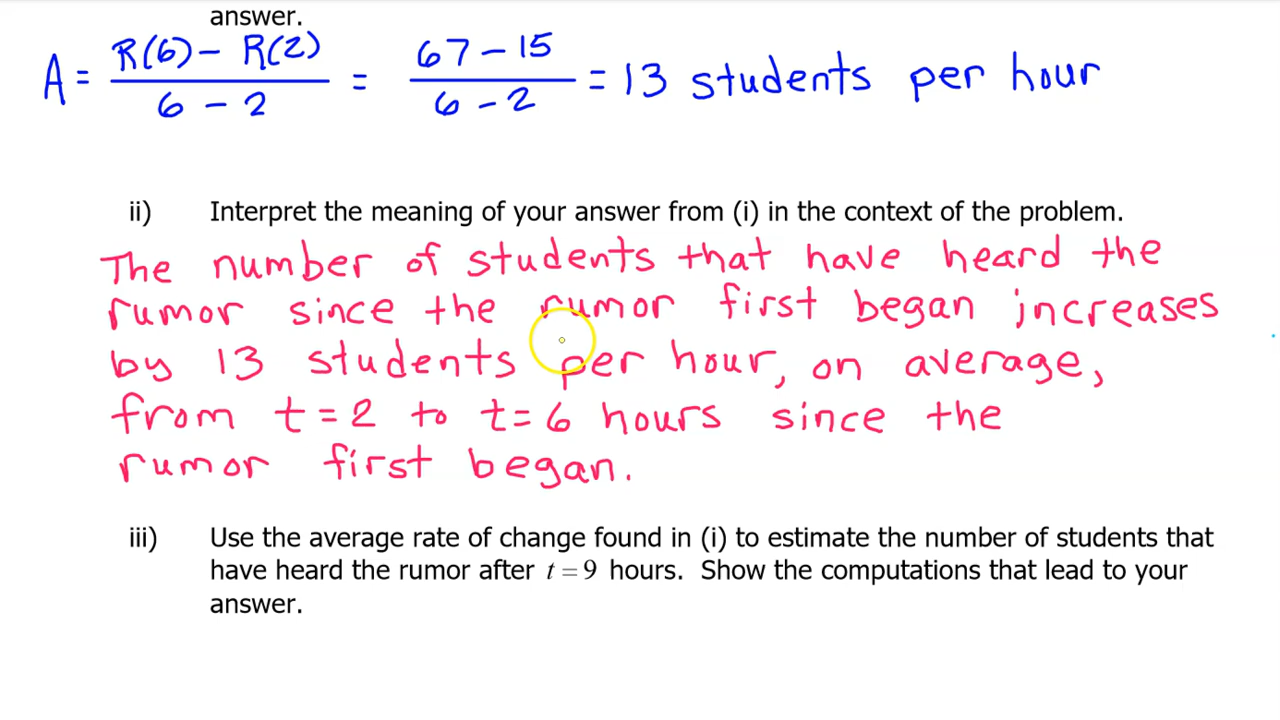 answer.
A = R(6) - R(2) / 6 - 2 = 67 - 15 / 6 - 2 = 13 students per hour
ii) Interpret the meaning of your answer from (i) in the context of the problem.
The number of students that have heard the
rumor since the rumor first began increases
by 13 students per hour, on average,
from t = 2 to t = 6 hours since the
rumor first began.
iii) Use the average rate of change found in (i) to estimate the number of students that
have heard the rumor after t = 9 hours. Show the computations that lead to your
answer.